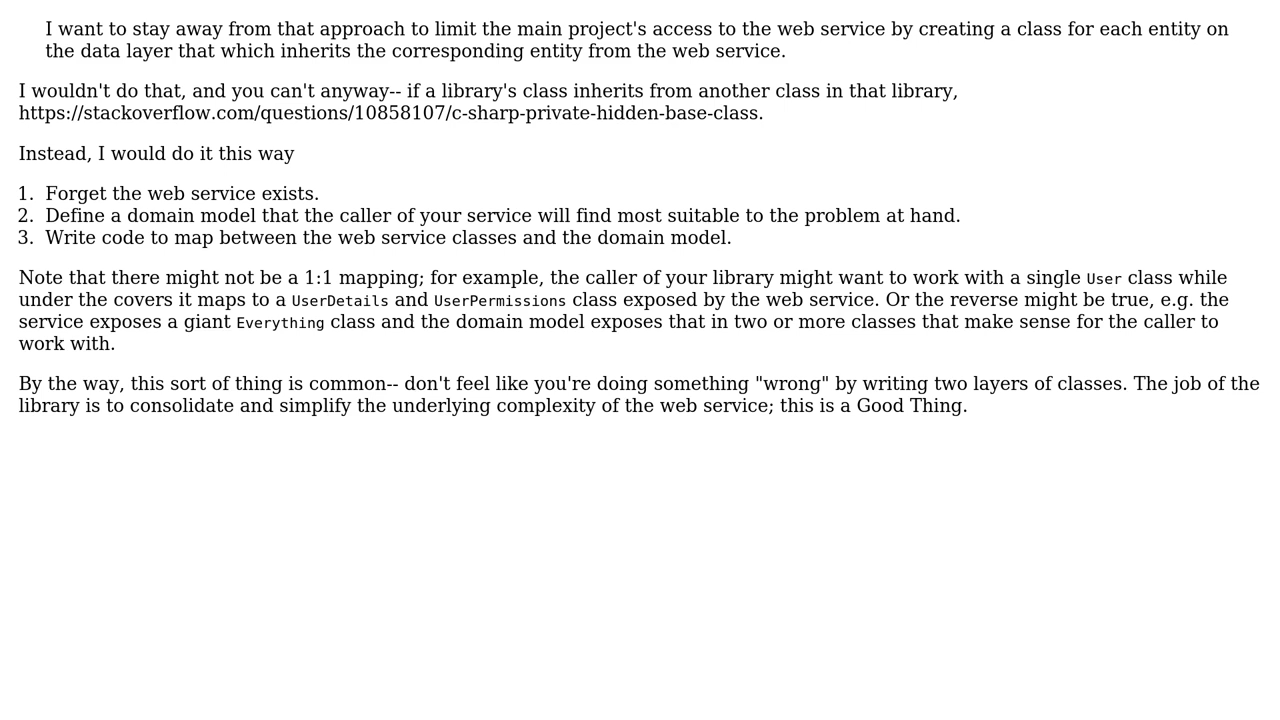 I want to stay away from that approach to limit the main project's access to the web service by creating a class for each entity on
the data layer that which inherits the corresponding entity from the web service.
I wouldn't do that, and you can't anyway-- if a library's class inherits from another class in that library,
https://stackoverflow.com/questions/10858107/c-sharp-private-hidden-base-class.
Instead, I would do it this way
1. Forget the web service exists.
2. Define a domain model that the caller of your service will find most suitable to the problem at hand.
3. Write code to map between the web service classes and the domain model.
Note that there might not be a 1:1 mapping; for example, the caller of your library might want to work with a single User class while
under the covers it maps to a UserDetails and UserPermissions class exposed by the web service. Or the reverse might be true, e.g. the
service exposes a giant Everything class and the domain model exposes that in two or more classes that make sense for the caller to
work with.
By the way, this sort of thing is common-- don't feel like you're doing something "wrong" by writing two layers of classes. The job of the
library is to consolidate and simplify the underlying complexity of the web service; this is a Good Thing.